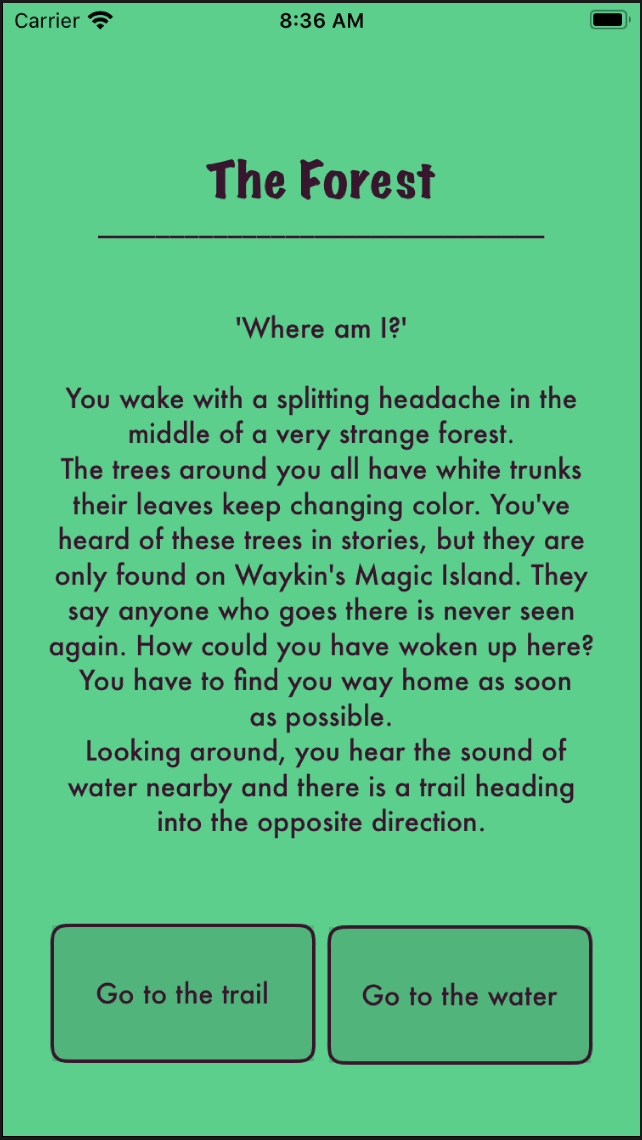 Carrier
8:36 AM
The Forest
'Where am I?'
You wake with a splitting headache in the
middle of a very strange forest.
The trees around you all have white trunks
their leaves keep changing color. You've
heard of these trees in stories, but they are
only found on Waykin's Magic Island. They
say anyone who goes there is never seen
again. How could you have woken up here?
You have to find you way home as soon
as possible.
Looking around, you hear the sound of
water nearby and there is a trail heading
into the opposite direction.
Go to the trail
Go to the water